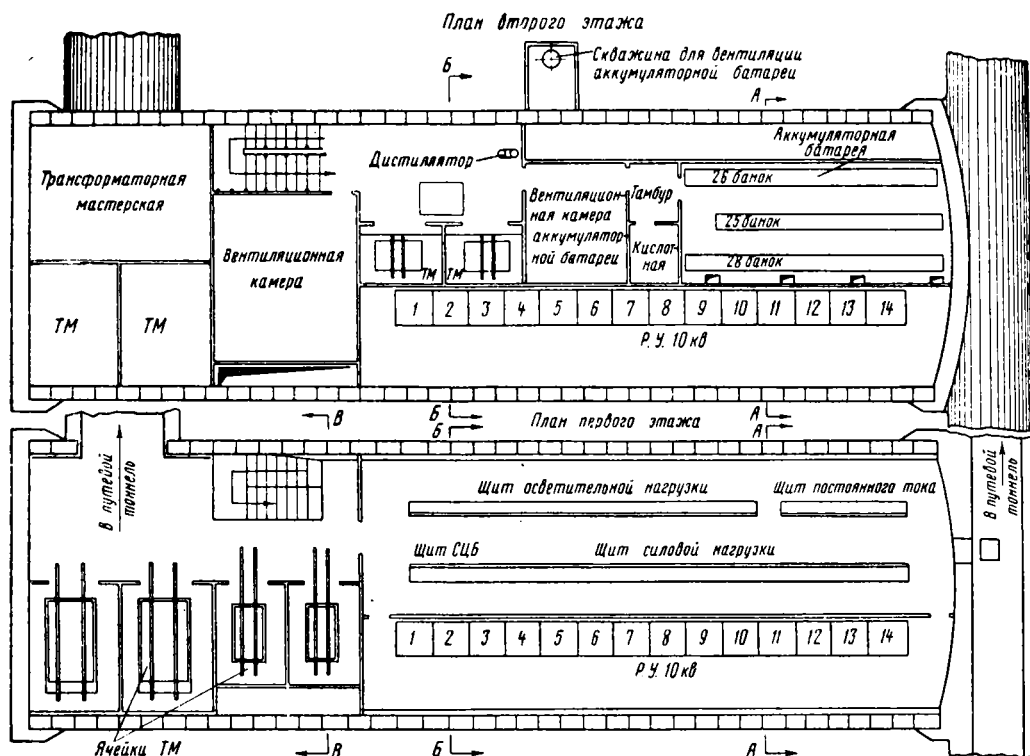 План второго этажа
Скважина для вентиляции
аккумуляторной батареи
Б
А
Аккумуляторная
батарея
Трансформаторная
мастерская
Дистиллятор
26 банок
Вентиляцион-
ная камера
аккумулятор-
ной батареи
Тамбур
25 банок
Вентиляционная
камера
Кислот-
ная
28 банок
ТМ
ТМ
ТМ
ТМ
1 2 3 4 5 6 7 8 9 10 11 12 13 14
Р.У. 10 кв
В
Б
А
План первого этажа
Б
А
В путедой
тоннель
В путевой
тоннель
Щит осветительной нагрузки
Щит постоянного тока
Щит СЦБ
Щит силовой нагрузки
1 2 3 4 5 6 7 8 9 10 11 12 13 14
Р.У. 10 кв
Ячейки ТМ
В
Б
А